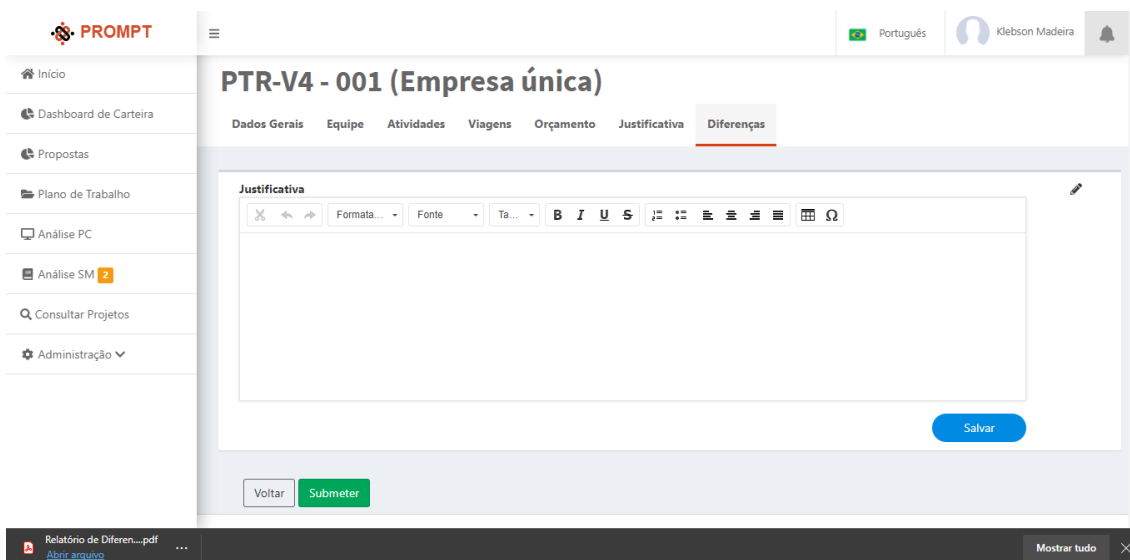 PROMPT
Português
Klebson Madeira
Início
Dashboard de Carteira
Propostas
Plano de Trabalho
Análise PC
Análise SM 2
Consultar Projetos
Administração
PTR-V4 - 001 (Empresa única)
Dados Gerais Equipe Atividades Viagens Orçamento Justificativa Diferenças
Justificativa
Formata... Fonte Ta... B I U S Ω
Salvar
Voltar Submeter
Relatório de Diferen....pdf
Abrir arquivo
...
Mostrar tudo